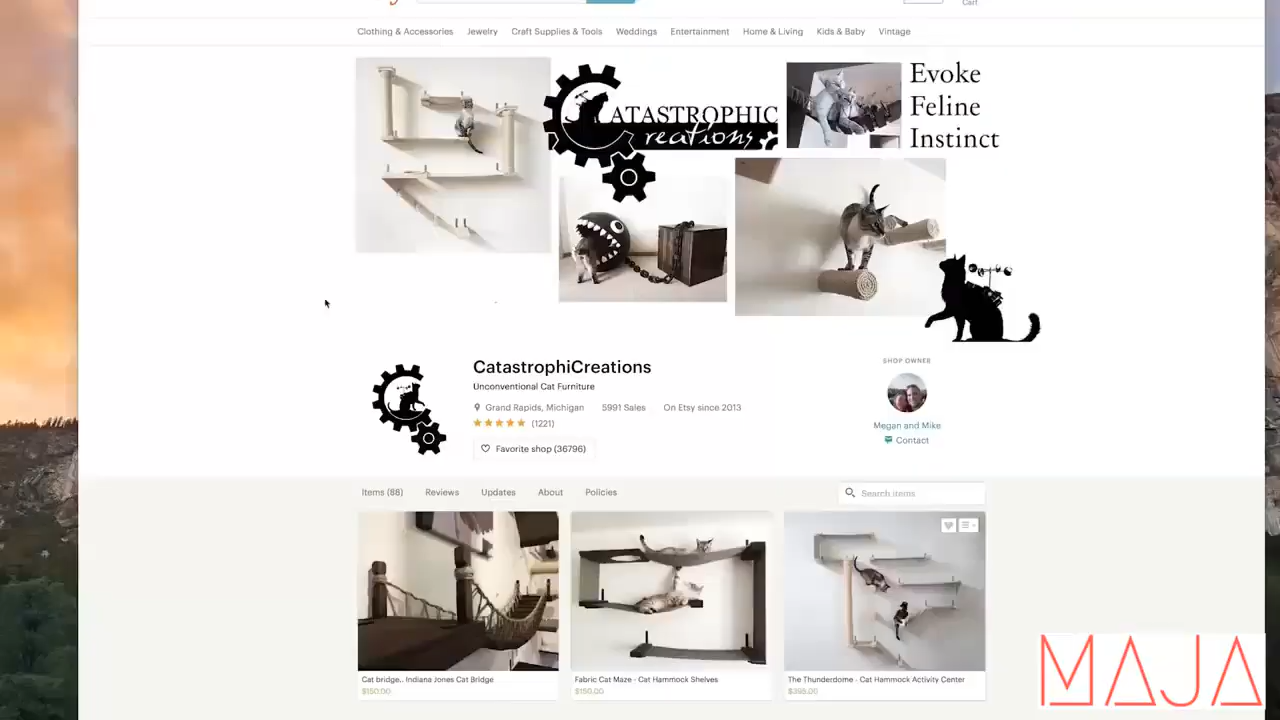 Cart
Clothing & Accessories Jewelry Craft Supplies & Tools Weddings Entertainment Home & Living Kids & Baby Vintage
CATASTROPHIC
reations
Evoke
Feline
Instinct
CatastrophiCreations
Unconventional Cat Furniture
Grand Rapids, Michigan 5991 Sales On Etsy since 2013
(1221)
Favorite shop (36796)
SHOP OWNER
Megan and Mike
Contact
Items (88) Reviews Updates About Policies
Search items
Cat bridge.. Indiana Jones Cat Bridge
$150.00
Fabric Cat Maze - Cat Hammock Shelves
$150.00
The Thunderdome - Cat Hammock Activity Center
$395.00
MAJA